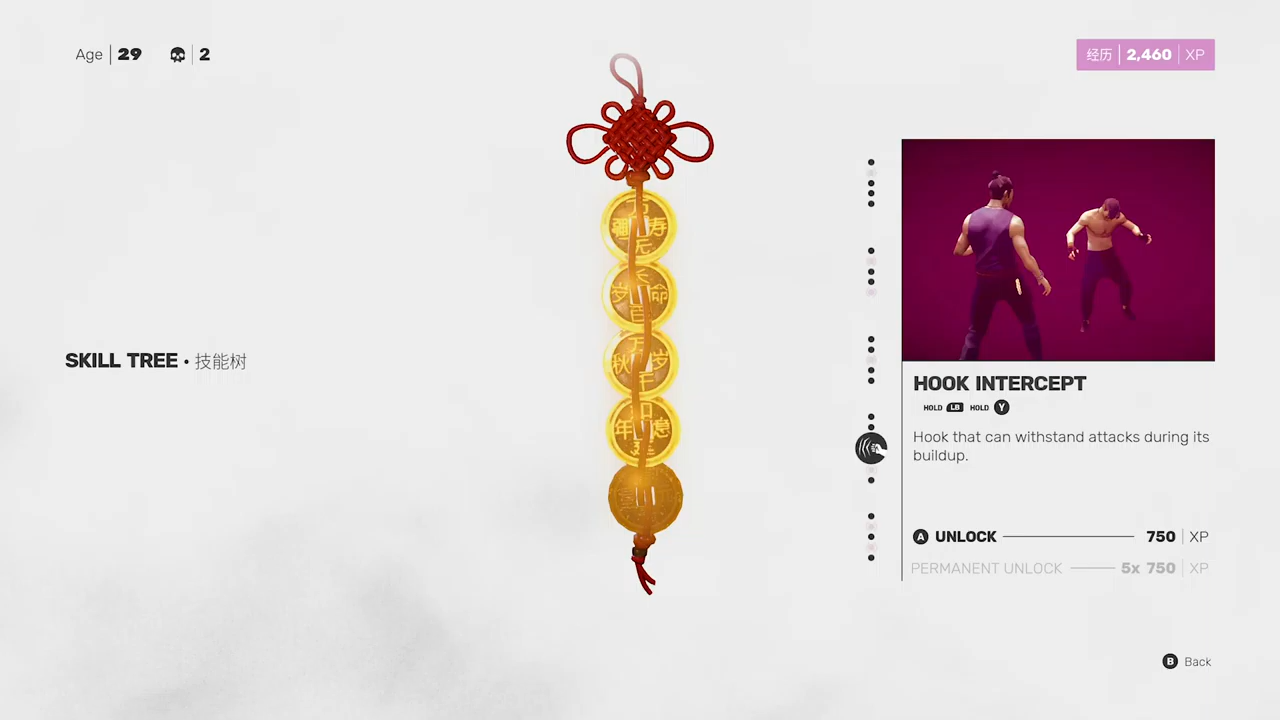 Age 29 2
经历 2,460 XP
SKILL TREE • 技能树
HOOK INTERCEPT
HOLD LB HOLD Y
Hook that can withstand attacks during its
buildup.
A UNLOCK 750 XP
PERMANENT UNLOCK 5x 750 XP
B Back